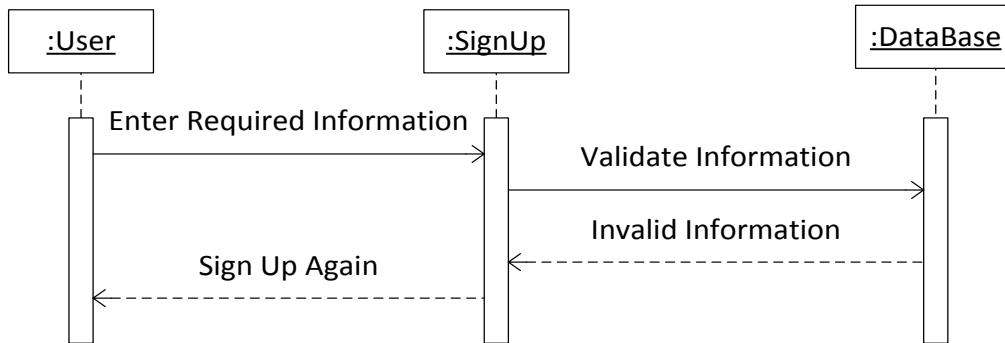 :User
:SignUp
:DataBase
Enter Required Information
Validate Information
Invalid Information
Sign Up Again